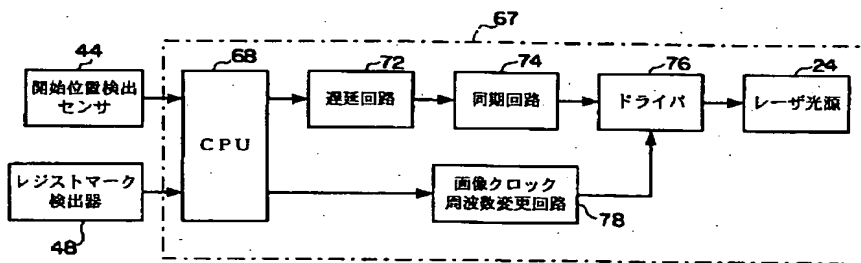 67
44
開始位置検出
センサ
68
CPU
72
遅延回路
74
同期回路
76
ドライバ
24
レーザ光源
レジストマーク
検出器
48
画像クロック
周波数変更回路
78